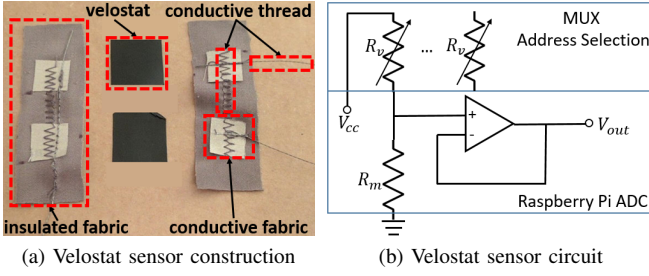 velostat
conductive thread
insulated fabric
conductive fabric
(a) Velostat sensor construction
MUX
Address Selection
R_v
...
R_v
V_cc
+
-
V_out
R_m
Raspberry Pi ADC
(b) Velostat sensor circuit